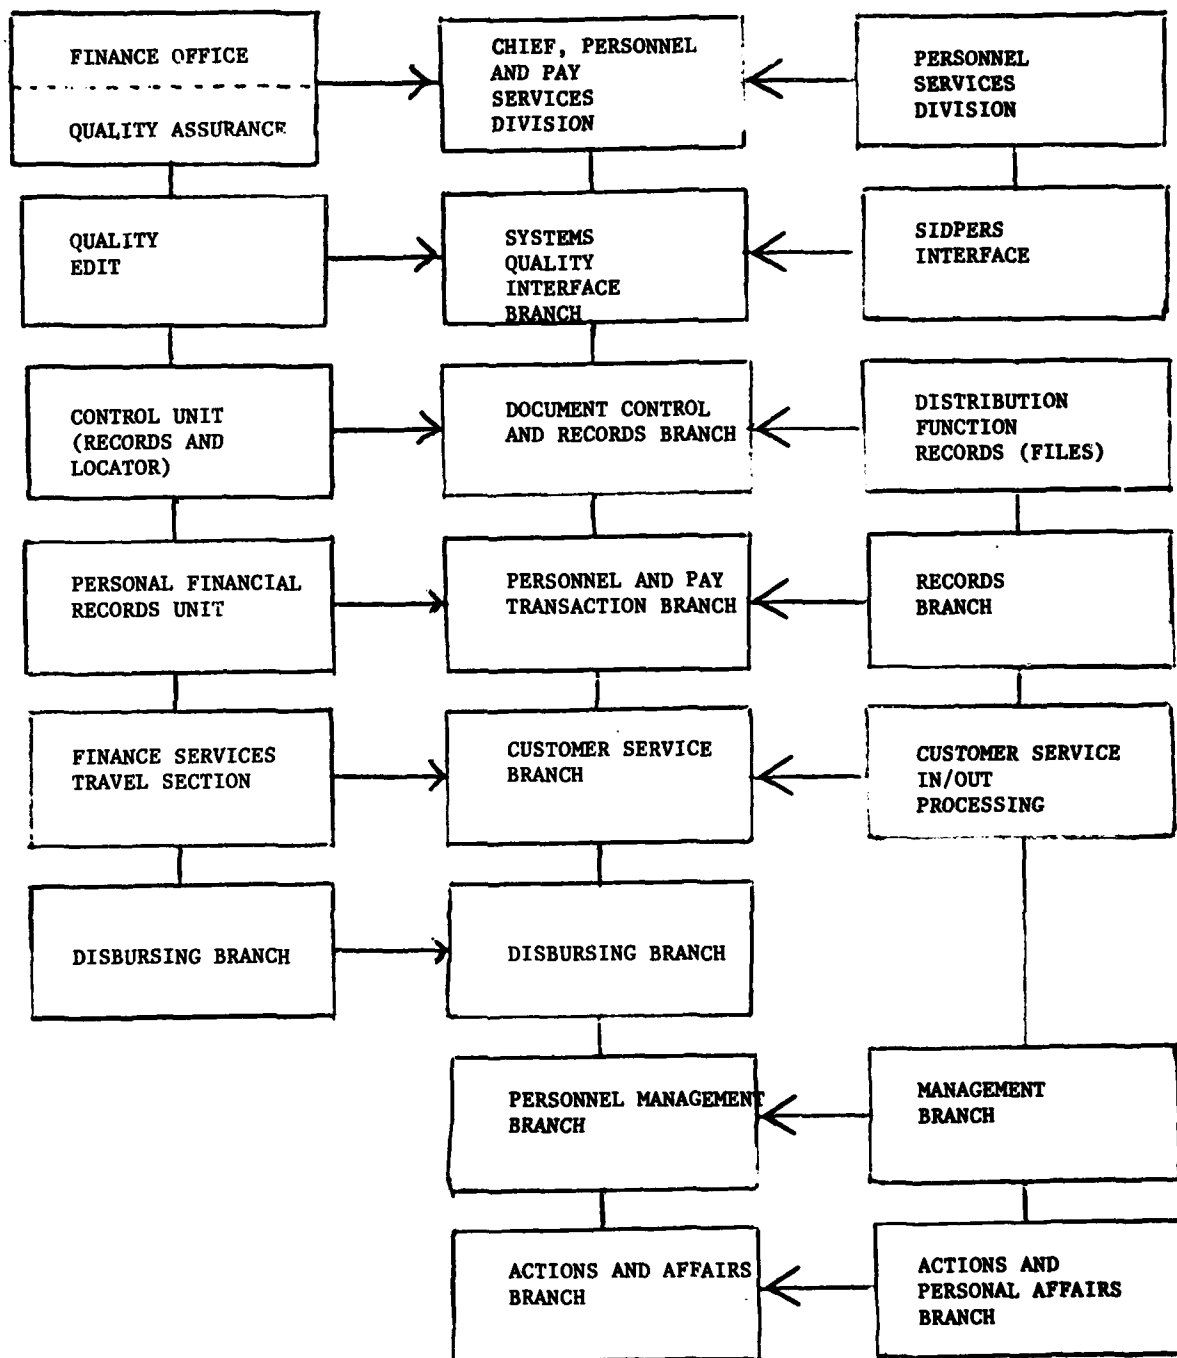 FINANCE OFFICE
QUALITY ASSURANCE
CHIEF, PERSONNEL
AND PAY
SERVICES
DIVISION
PERSONNEL
SERVICES
DIVISION
QUALITY
EDIT
SYSTEMS
QUALITY
INTERFACE
BRANCH
SIDPERS
INTERFACE
CONTROL UNIT
(RECORDS AND
LOCATOR)
DOCUMENT CONTROL
AND RECORDS BRANCH
DISTRIBUTION
FUNCTION
RECORDS (FILES)
PERSONAL FINANCIAL
RECORDS UNIT
PERSONNEL AND PAY
TRANSACTION BRANCH
RECORDS
BRANCH
FINANCE SERVICES
TRAVEL SECTION
CUSTOMER SERVICE
BRANCH
CUSTOMER SERVICE
IN/OUT
PROCESSING
DISBURSING BRANCH
DISBURSING BRANCH
PERSONNEL MANAGEMENT
BRANCH
MANAGEMENT
BRANCH
ACTIONS AND AFFAIRS
BRANCH
ACTIONS AND
PERSONAL AFFAIRS
BRANCH